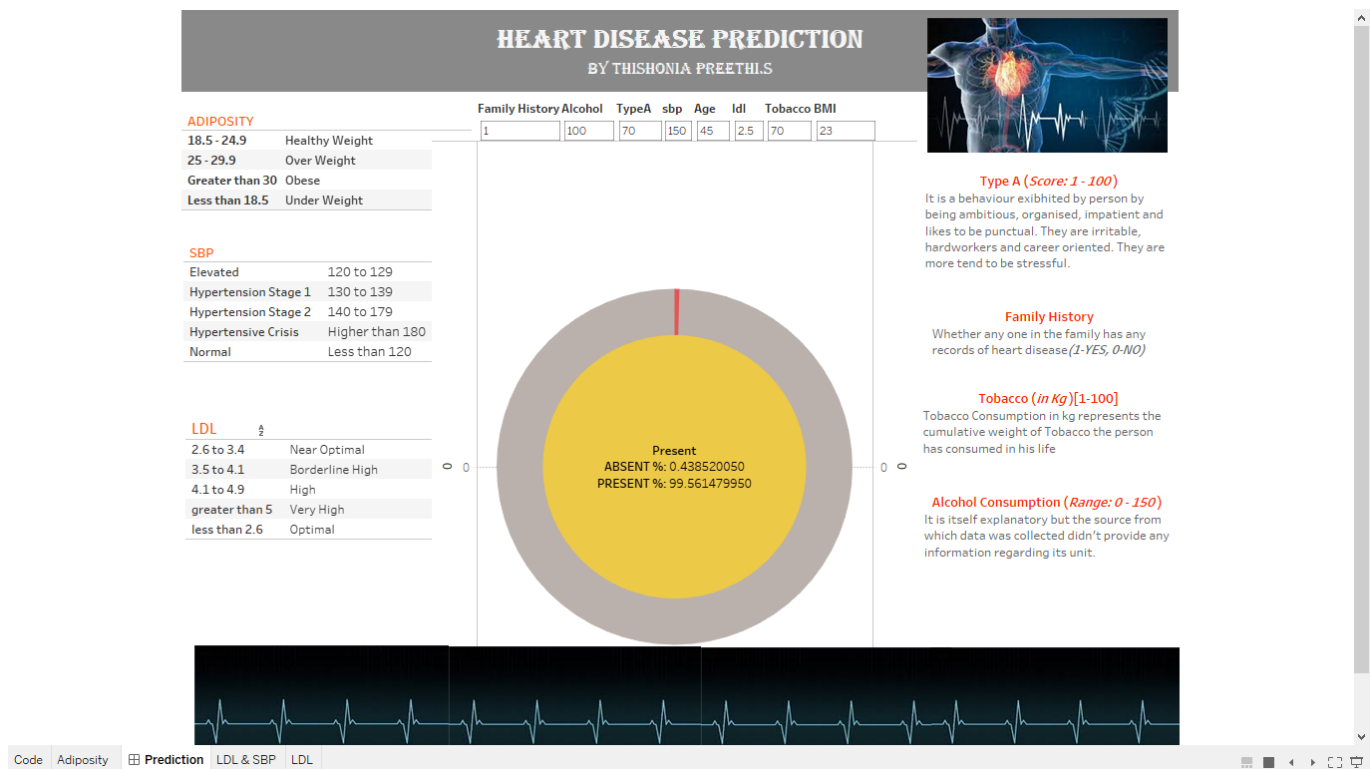 HEART DISEASE PREDICTION
BY THISHONIA PREETHI.S
Family History Alcohol TypeA sbp Age ldl Tobacco BMI
1 100 70 150 45 2.5 70 23
ADIPOSITY
18.5 - 24.9 Healthy Weight
25 - 29.9 Over Weight
Greater than 30 Obese
Less than 18.5 Under Weight
SBP
Elevated 120 to 129
Hypertension Stage 1 130 to 139
Hypertension Stage 2 140 to 179
Hypertensive Crisis Higher than 180
Normal Less than 120
LDL
2.6 to 3.4 Near Optimal
3.5 to 4.1 Borderline High
4.1 to 4.9 High
greater than 5 Very High
less than 2.6 Optimal
0 0
Present
ABSENT %: 0.438520050
PRESENT %: 99.561479950
0 0
Type A (Score: 1 - 100 )
It is a behaviour exibhited by person by
being ambitious, organised, impatient and
likes to be punctual. They are irritable,
hardworkers and career oriented. They are
more tend to be stressful.
Family History
Whether any one in the family has any
records of heart disease(1-YES, 0-NO)
Tobacco (in Kg )[1-100]
Tobacco Consumption in kg represents the
cumulative weight of Tobacco the person
has consumed in his life
Alcohol Consumption (Range: 0 - 150 )
It is itself explanatory but the source from
which data was collected didn't provide any
information regarding its unit.
Code Adiposity Prediction LDL & SBP LDL